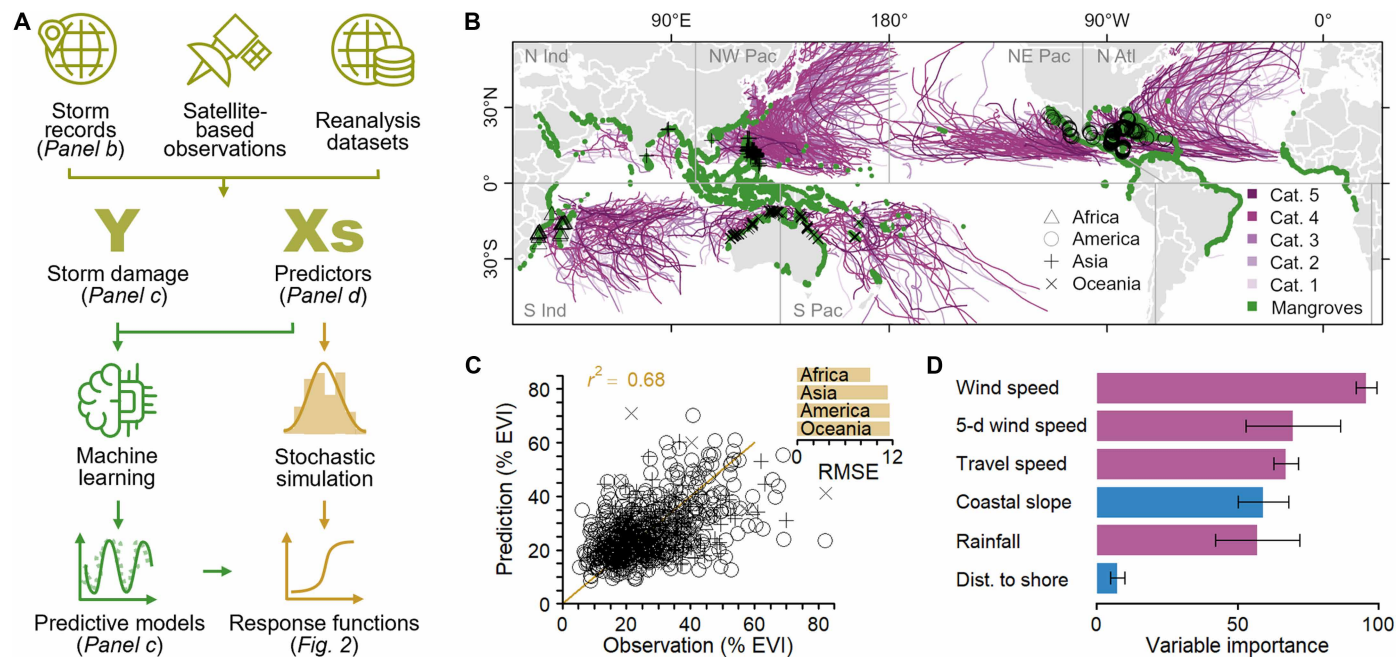 A
Storm
records
(Panel b)
Satellite-
based
observations
Reanalysis
datasets
Y
Xs
Storm damage
(Panel c)
Predictors
(Panel d)
Machine
learning
Stochastic
simulation
Predictive models
(Panel c)
Response functions
(Fig. 2)
B
90°E
180°
90°W
0°
N Ind
NW Pac
NE Pac
N Atl
30°N
0°
30°S
S Ind
S Pac
Africa
America
Asia
Oceania
Cat. 5
Cat. 4
Cat. 3
Cat. 2
Cat. 1
Mangroves
C
r² = 0.68
Prediction (% EVI)
80
60
40
20
0
0 20 40 60 80
Observation (% EVI)
Africa
Asia
America
Oceania
0 12
RMSE
D
Wind speed
5-d wind speed
Travel speed
Coastal slope
Rainfall
Dist. to shore
0 50 100
Variable importance